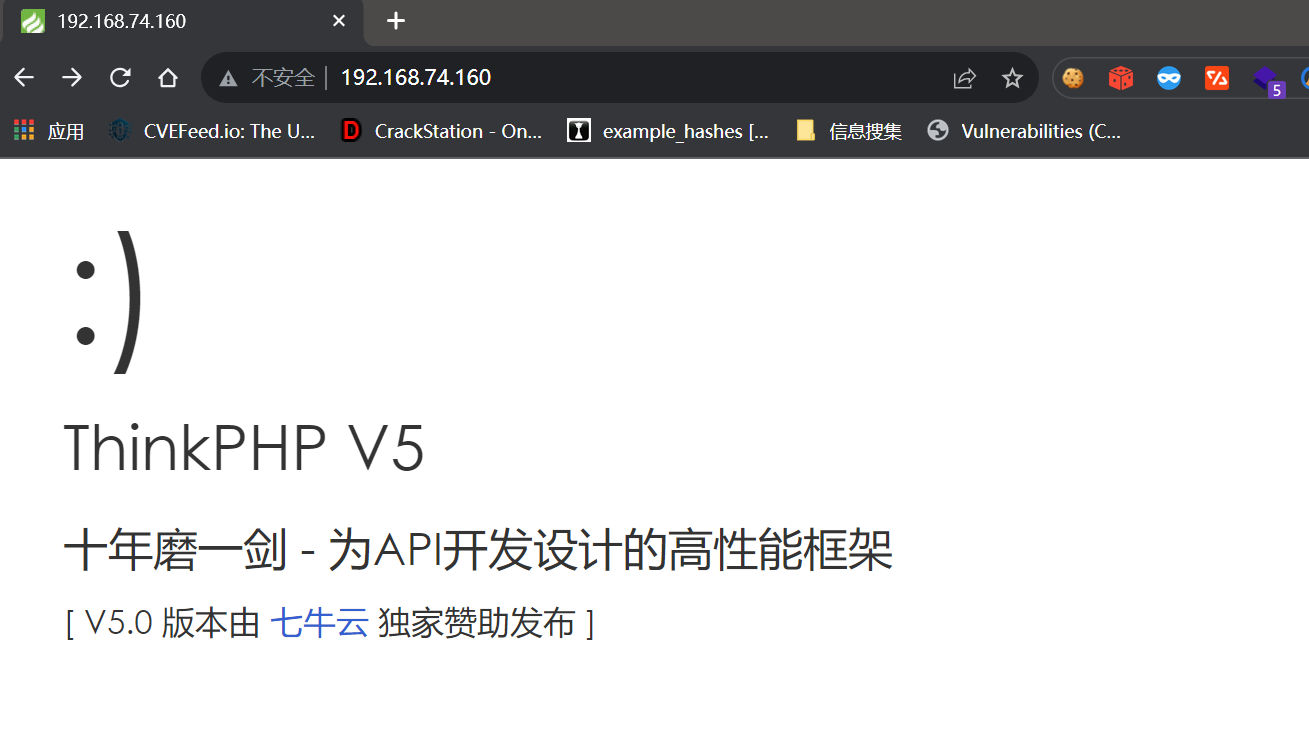 192.168.74.160
不安全 192.168.74.160
5
应用 CVEFeed.io: The U... CrackStation - On... example_hashes [... 信息搜集 Vulnerabilities (C...
:)
ThinkPHP V5
十年磨一剑 - 为API开发设计的高性能框架
[ V5.0 版本由 七牛云 独家赞助发布 ]